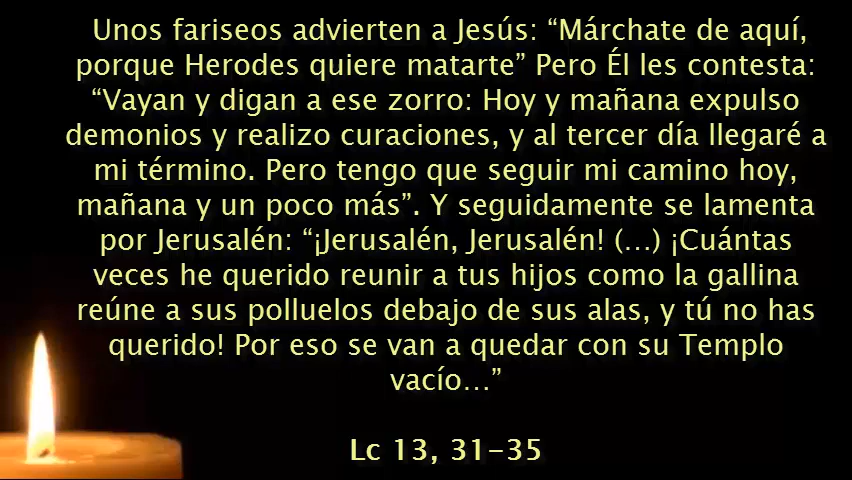 Unos fariseos advierten a Jesús: “Márchate de aquí,
porque Herodes quiere matarte” Pero Él les contesta:
“Vayan y digan a ese zorro: Hoy y mañana expulso
demonios y realizo curaciones, y al tercer día llegaré a
mi término. Pero tengo que seguir mi camino hoy,
mañana y un poco más”. Y seguidamente se lamenta
por Jerusalén: “¡Jerusalén, Jerusalén! (…) ¡Cuántas
veces he querido reunir a tus hijos como la gallina
reúne a sus polluelos debajo de sus alas, y tú no has
querido! Por eso se van a quedar con su Templo
vacío…”
Lc 13, 31-35